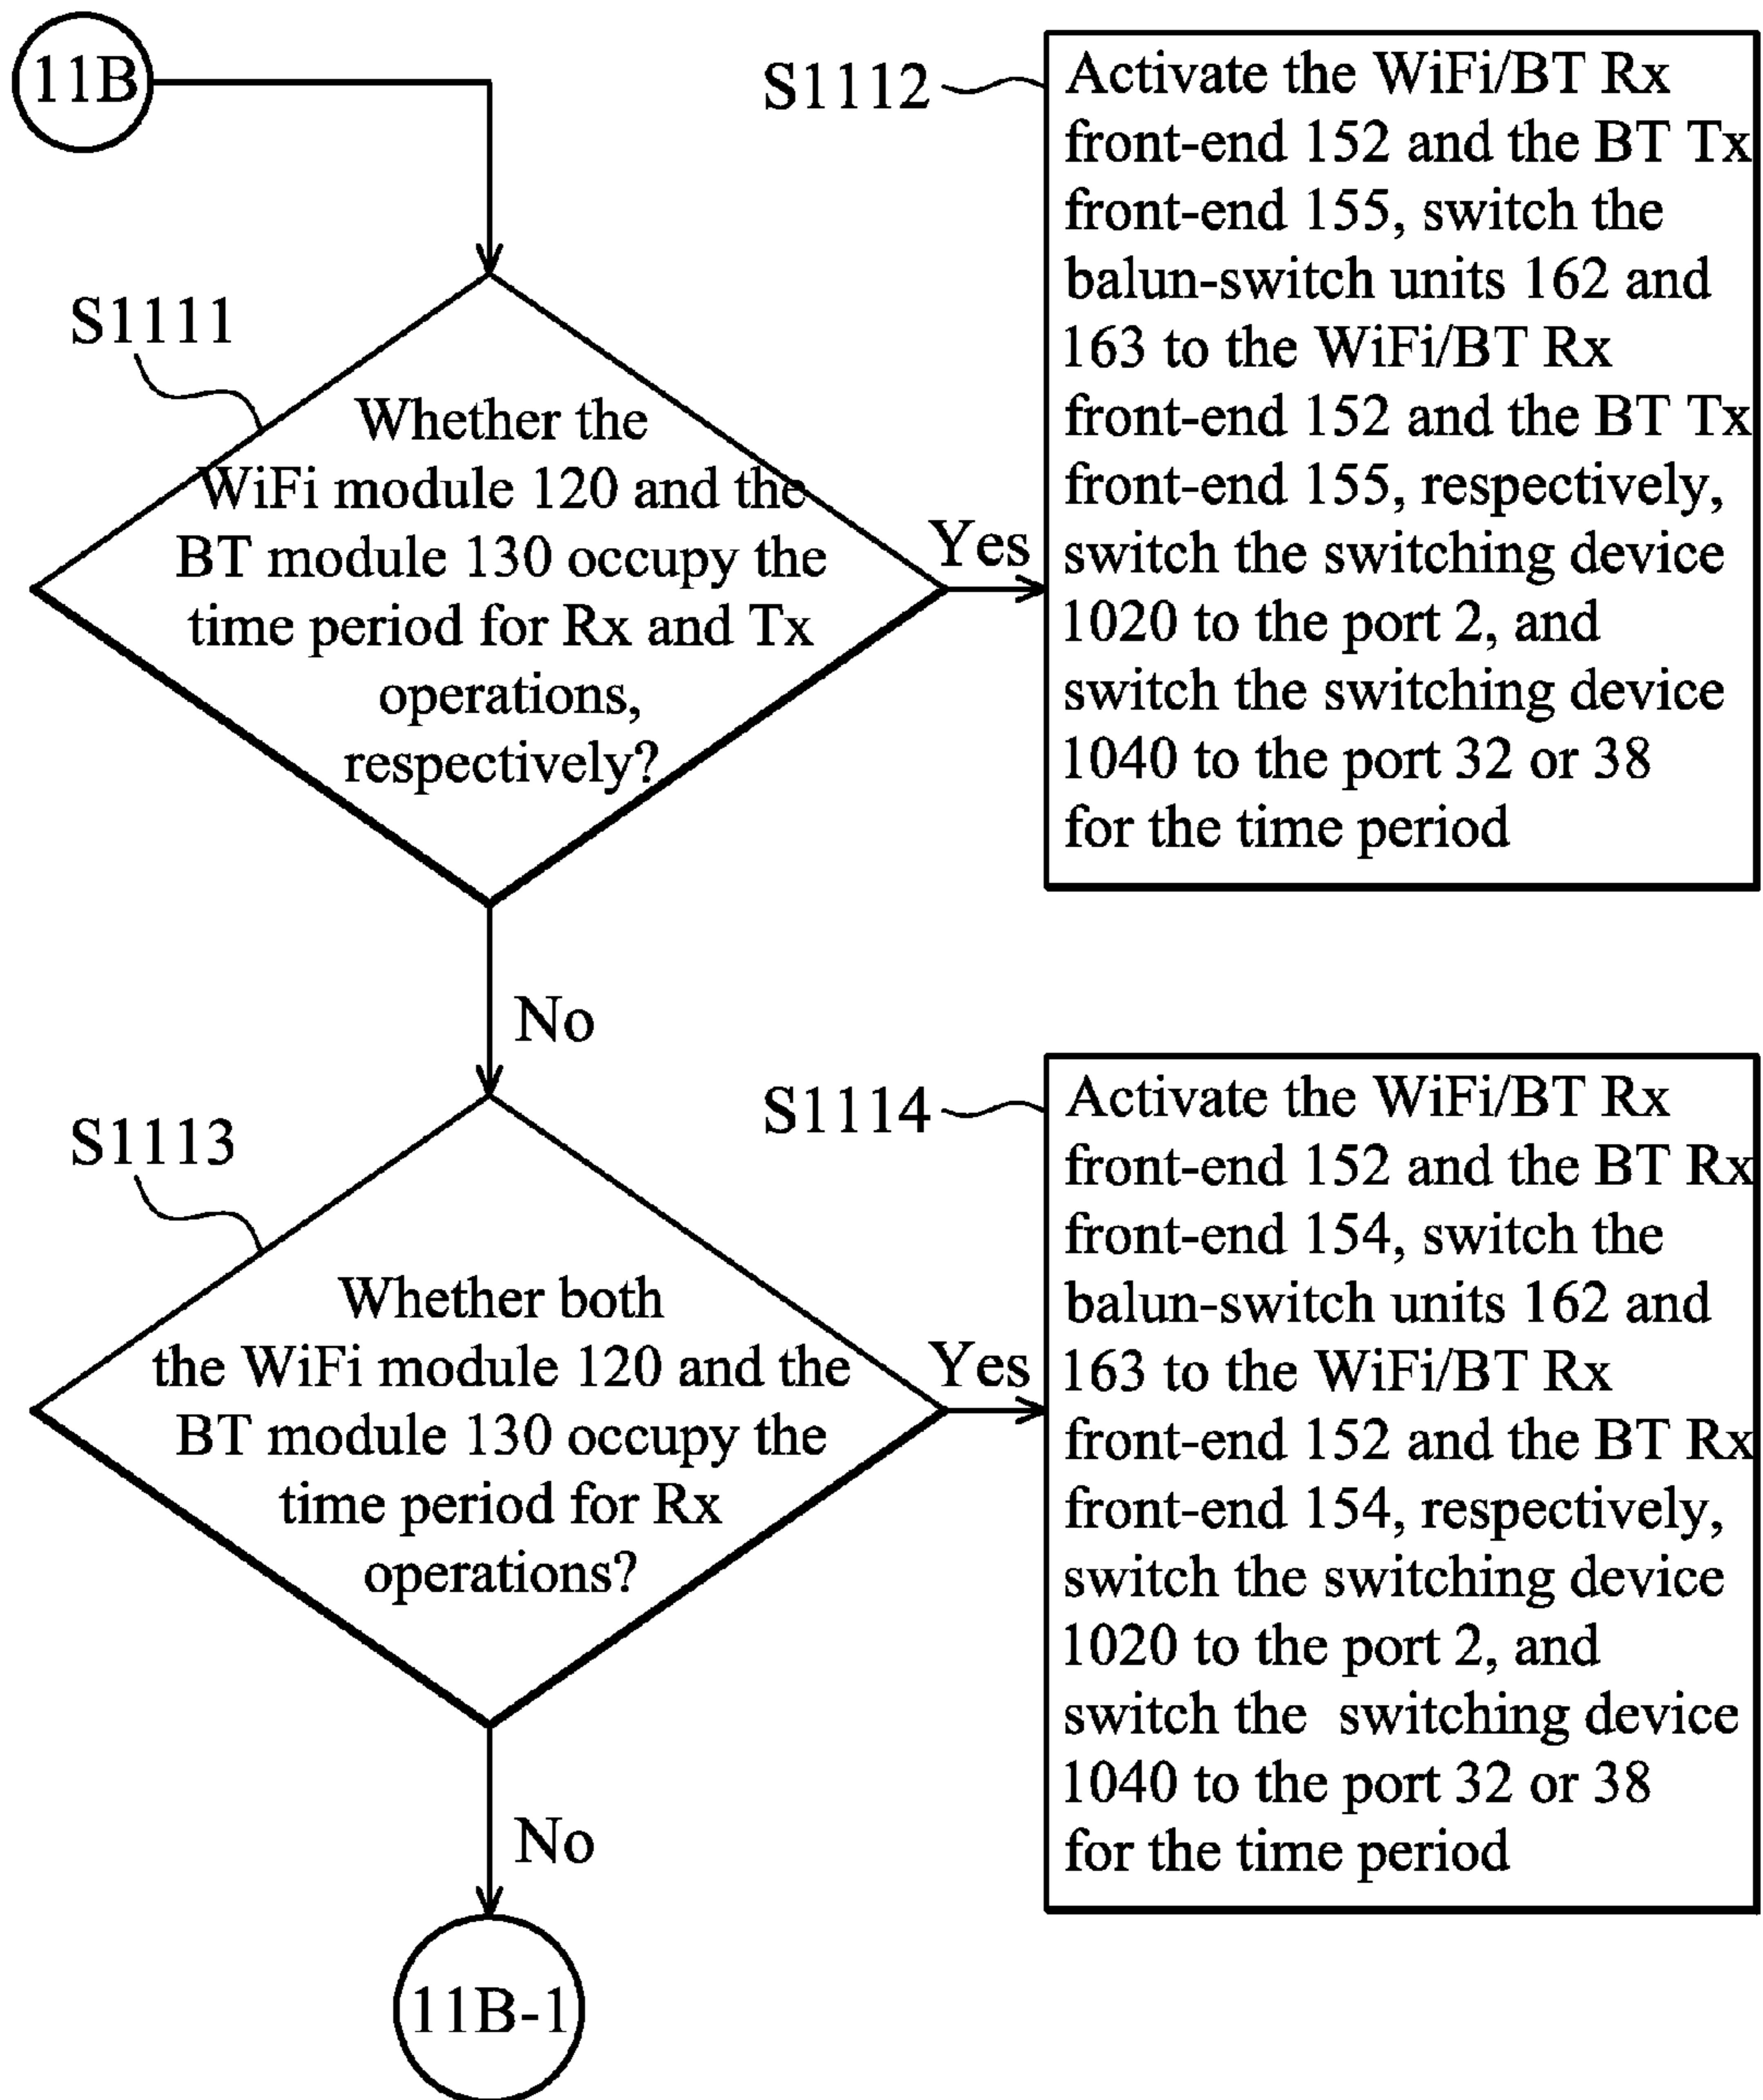 11B
S1111
Whether the
WiFi module 120 and the
BT module 130 occupy the
time period for Rx and Tx
operations,
respectively?
Yes
S1112
Activate the WiFi/BT Rx
front-end 152 and the BT Tx
front-end 155, switch the
balun-switch units 162 and
163 to the WiFi/BT Rx
front-end 152 and the BT Tx
front-end 155, respectively,
switch the switching device
1020 to the port 2, and
switch the switching device
1040 to the port 32 or 38
for the time period
No
S1113
Whether both
the WiFi module 120 and the
BT module 130 occupy the
time period for Rx
operations?
Yes
S1114
Activate the WiFi/BT Rx
front-end 152 and the BT Rx
front-end 154, switch the
balun-switch units 162 and
163 to the WiFi/BT Rx
front-end 152 and the BT Rx
front-end 154, respectively,
switch the switching device
1020 to the port 2, and
switch the switching device
1040 to the port 32 or 38
for the time period
No
11B-1